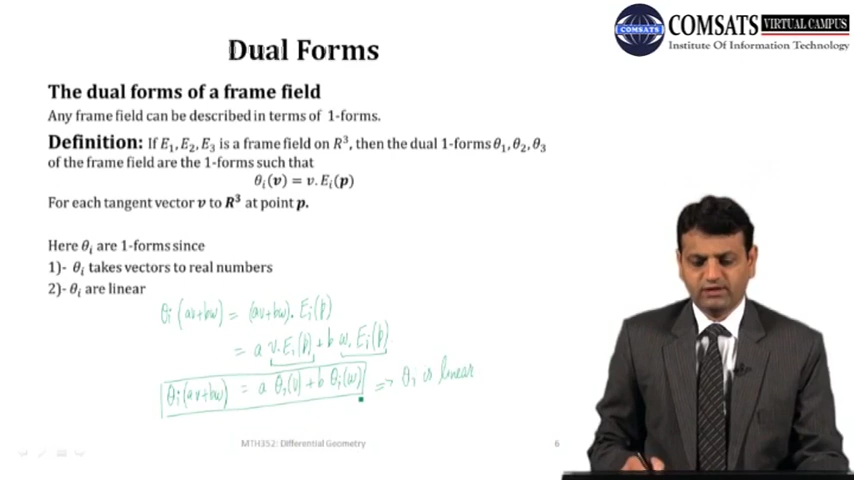 Dual Forms
COMSATS VIRTUAL CAMPUS
Institute Of Information Technology
COMSATS
The dual forms of a frame field
Any frame field can be described in terms of 1-forms.
Definition: If E₁, E₂, E₃ is a frame field on R³, then the dual 1-forms θ₁, θ₂, θ₃
of the frame field are the 1-forms such that
θᵢ(v) = v. Eᵢ(p)
For each tangent vector v to R³ at point p.
Here θᵢ are 1-forms since
1)- θᵢ takes vectors to real numbers
2)- θᵢ are linear
θᵢ (av+bw) = (av+bw). Eᵢ(p)
= a v.Eᵢ(p) + b w. Eᵢ(p)
θᵢ(av+bw) = a θᵢ(v) + b θᵢ(w) => θᵢ is linear
MTH352: Differential Geometry
6